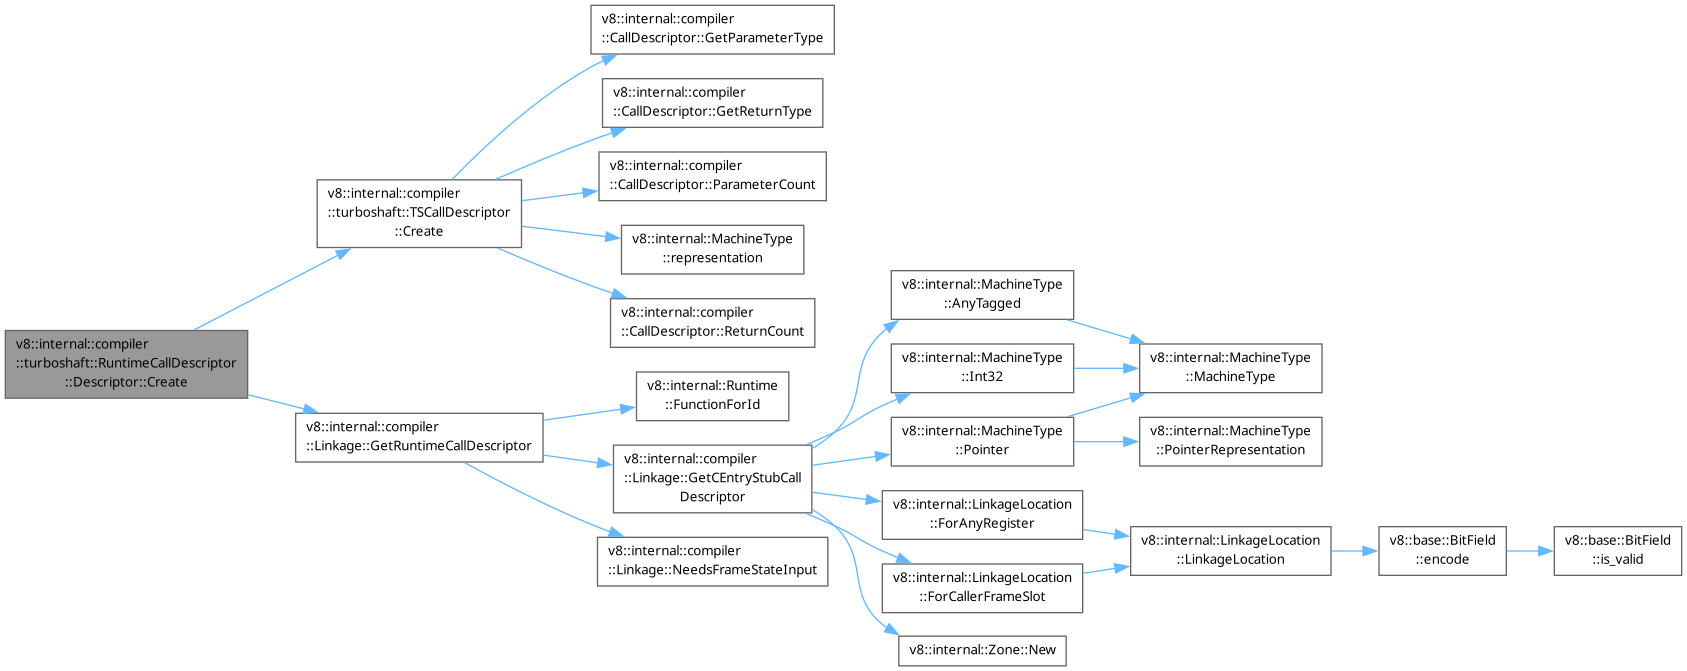 v8::internal::compiler
::turboshaft::RuntimeCallDescriptor
::Descriptor::Create
v8::internal::compiler
::turboshaft::TSCallDescriptor
::Create
v8::internal::compiler
::CallDescriptor::GetParameterType
v8::internal::compiler
::CallDescriptor::GetReturnType
v8::internal::compiler
::CallDescriptor::ParameterCount
v8::internal::MachineType
::representation
v8::internal::compiler
::CallDescriptor::ReturnCount
v8::internal::compiler
::Linkage::GetRuntimeCallDescriptor
v8::internal::Runtime
::FunctionForId
v8::internal::compiler
::Linkage::GetCEntryStubCall
Descriptor
v8::internal::compiler
::Linkage::NeedsFrameStateInput
v8::internal::MachineType
::AnyTagged
v8::internal::MachineType
::Int32
v8::internal::MachineType
::Pointer
v8::internal::LinkageLocation
::ForAnyRegister
v8::internal::LinkageLocation
::ForCallerFrameSlot
v8::internal::Zone::New
v8::internal::MachineType
::MachineType
v8::internal::MachineType
::PointerRepresentation
v8::internal::LinkageLocation
::LinkageLocation
v8::base::BitField
::encode
v8::base::BitField
::is_valid